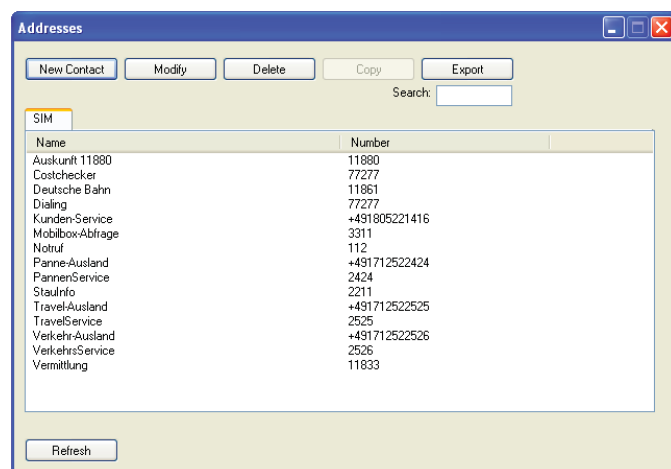 Addresses
New Contact Modify Delete Copy Export
Search:
SIM
Name Number
Auskunft 11880 11880
Costchecker 77277
Deutsche Bahn 11861
Dialing 77277
Kunden-Service +491805221416
Mobilbox-Abfrage 3311
Notruf 112
Panne-Ausland +491712522424
PannenService 2424
StauInfo 2211
Travel-Ausland +491712522525
TravelService 2525
Verkehr-Ausland +491712522526
VerkehrsService 2526
Vermittlung 11833
Refresh